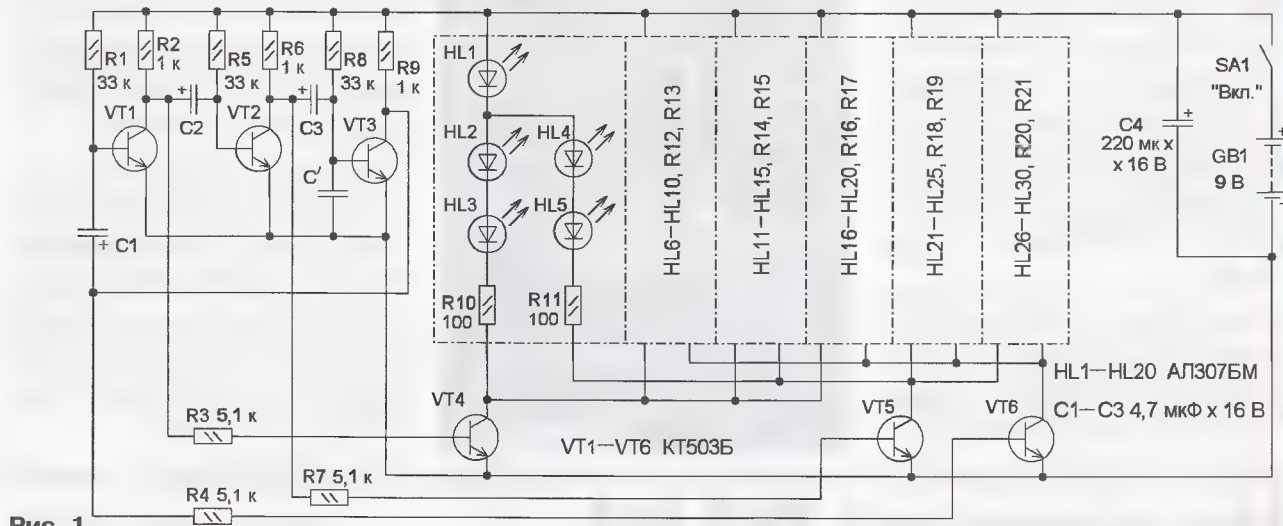 R1
33 к
R2
1 к
R5
33 к
R6
1 к
R8
33 к
R9
1 к
VT1
+
C2
VT2
+
C3
VT3
C′
+ C1
HL1
HL2
HL4
HL3
HL5
R10
100
R11
100
HL6–HL10, R12, R13
HL11–HL15, R14, R15
HL16–HL20, R16, R17
HL21–HL25, R18, R19
HL26–HL30, R20, R21
C4
220 мк х
х 16 В
+
SA1
"Вкл."
+
GB1
9 В
HL1–HL20 АЛ307БМ
C1–C3 4,7 мкФ х 16 В
VT4
VT5
VT6
VT1–VT6 КТ503Б
R3 5,1 к
R7 5,1 к
R4 5,1 к
Рис. 1